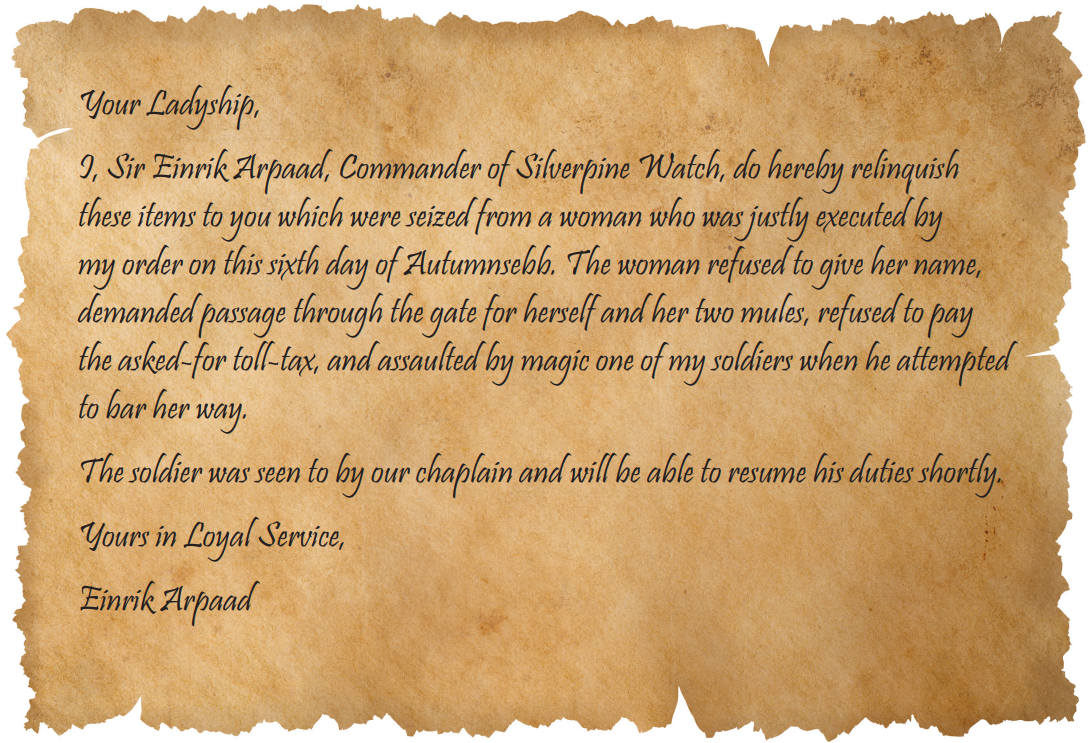 Your Ladyship,
I, Sir Einrik Arpaad, Commander of Silverpine Watch, do hereby relinquish
these items to you which were seized from a woman who was justly executed by
my order on this sixth day of Autumnsebb. The woman refused to give her name,
demanded passage through the gate for herself and her two mules, refused to pay
the asked-for toll-tax, and assaulted by magic one of my soldiers when he attempted
to bar her way.
The soldier was seen to by our chaplain and will be able to resume his duties shortly.
Yours in Loyal Service,
Einrik Arpaad